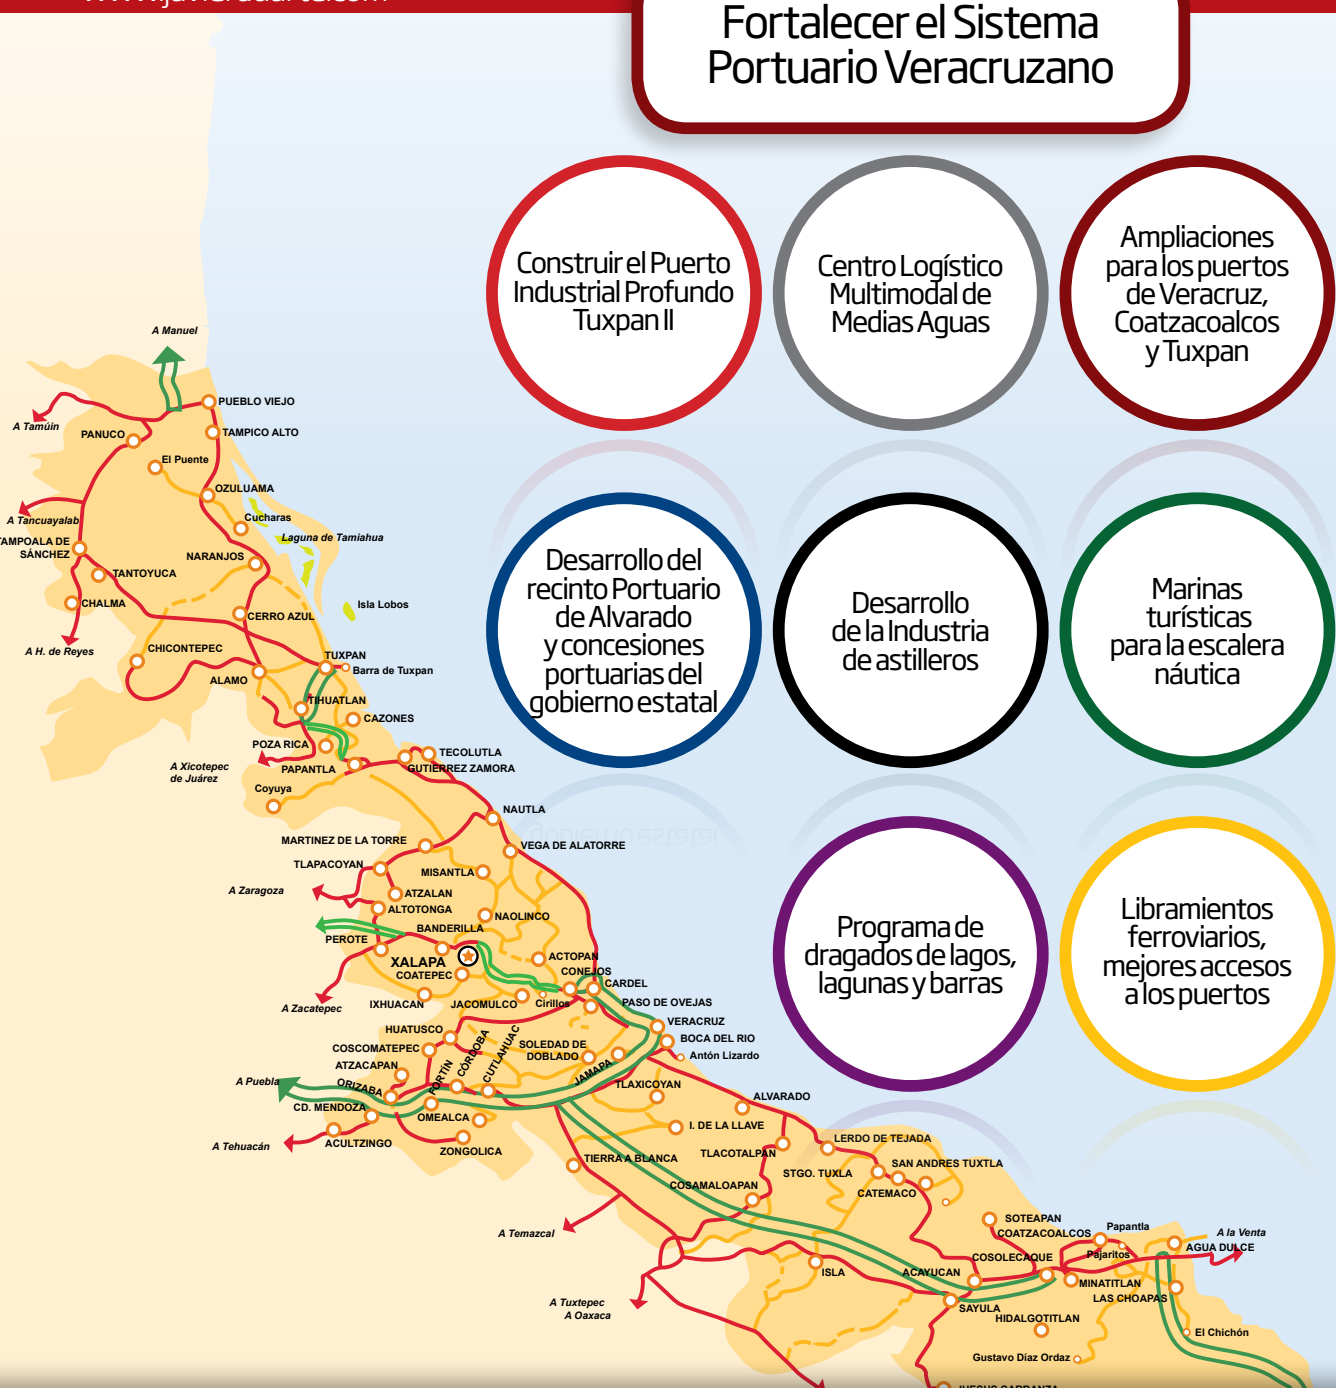 www.javierduarte.com
Fortalecer el Sistema
Portuario Veracruzano
Construir el Puerto
Industrial Profundo
Tuxpan II
Centro Logístico
Multimodal de
Medias Aguas
Ampliaciones
para los puertos
de Veracruz,
Coatzacoalcos
y Tuxpan
Desarrollo del
recinto Portuario
de Alvarado
y concesiones
portuarias del
gobierno estatal
Desarrollo
de la Industria
de astilleros
Marinas
turísticas
para la escalera
náutica
Programa de
dragados de lagos,
lagunas y barras
Libramientos
ferroviarios,
mejores accesos
a los puertos
A Manuel
PUEBLO VIEJO
A Tamúin
PANUCO
TAMPICO ALTO
El Puente
OZULUAMA
A Tancuayalab
Cucharas
TAMPOALA DE
SÁNCHEZ
Laguna de Tamiahua
NARANJOS
TANTOYUCA
CHALMA
Isla Lobos
CERRO AZUL
A H. de Reyes
CHICONTEPEC
TUXPAN
Barra de Tuxpan
ALAMO
TIHUATLAN
CAZONES
POZA RICA
TECOLUTLA
A Xicotepec
de Juárez
PAPANTLA
GUTIERREZ ZAMORA
Coyuya
NAUTLA
MARTINEZ DE LA TORRE
VEGA DE ALATORRE
TLAPACOYAN
MISANTLA
A Zaragoza
ATZALAN
ALTOTONGA
NAOLINCO
BANDERILLA
PEROTE
XALAPA
ACTOPAN
COATEPEC
CONEJOS
CARDEL
A Zacatepec
IXHUACAN
JACOMULCO
Cirillos
PASO DE OVEJAS
HUATUSCO
VERACRUZ
BOCA DEL RIO
COSCOMATEPEC
CÓRDOBA
CUTLAHUAC
SOLEDAD DE
DOBLADO
Antón Lizardo
ATZACAPAN
FORTÍN
JAMAPA
A Puebla
ORIZABA
TLAXICOYAN
ALVARADO
CD. MENDOZA
OMEALCA
I. DE LA LLAVE
A Tehuacán
ACULTZINGO
ZONGOLICA
TLACOTALPAN
LERDO DE TEJADA
TIERRA A BLANCA
STGO. TUXLA
SAN ANDRES TUXTLA
COSAMALOAPAN
CATEMACO
SOTEAPAN
A Temazcal
COATZACOALCOS
Papantla
A la Venta
Pajaritos
AGUA DULCE
COSOLECAQUE
ISLA
ACAYUCAN
MINATITLAN
LAS CHOAPAS
A Tuxtepec
A Oaxaca
SAYULA
HIDALGOTITLAN
El Chichón
Gustavo Díaz Ordaz
JUESUS CARRANZA